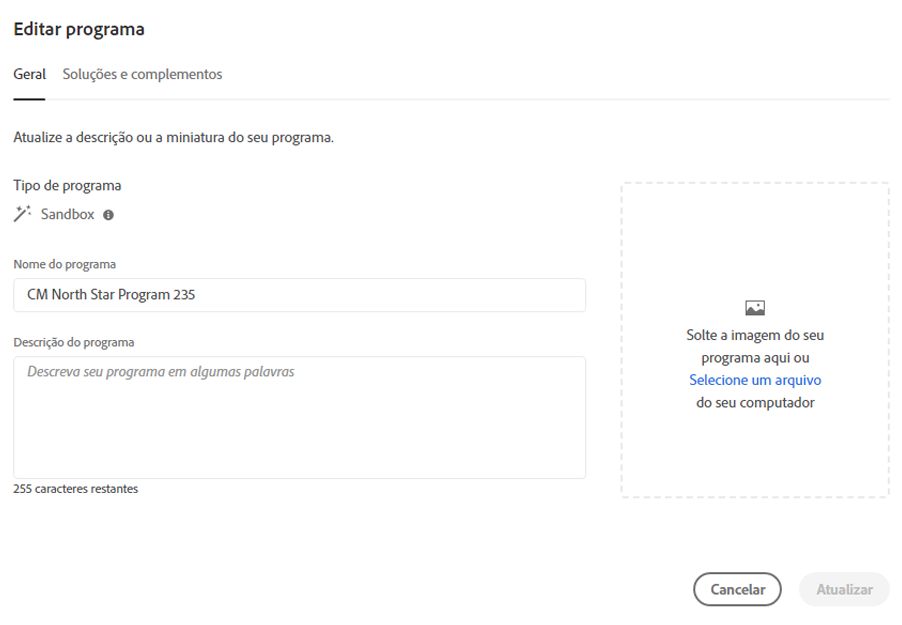 Editar programa
Geral
Soluções e complementos
Atualize a descrição ou a miniatura do seu programa.
Tipo de programa
Sandbox
Nome do programa
CM North Star Program 235
Descrição do programa
Descreva seu programa em algumas palavras
255 caracteres restantes
Solte a imagem do seu
programa aqui ou
Selecione um arquivo
do seu computador
Cancelar
Atualizar